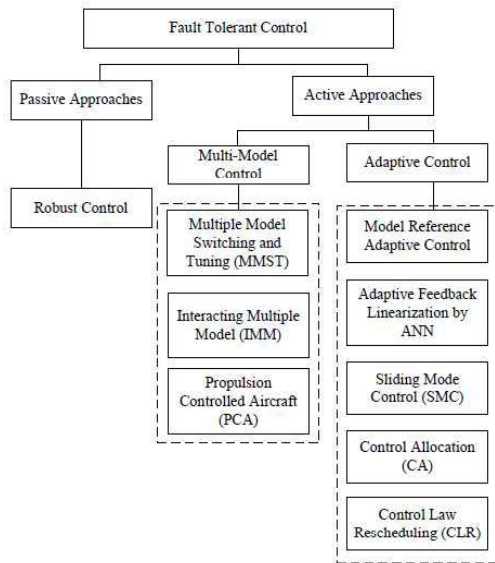 Fault Tolerant Control
Passive Approaches
Active Approaches
Multi-Model
Control
Adaptive Control
Robust Control
Multiple Model
Switching and
Tuning (MMST)
Interacting Multiple
Model (IMM)
Propulsion
Controlled Aircraft
(PCA)
Model Reference
Adaptive Control
Adaptive Feedback
Linearization by
ANN
Sliding Mode
Control (SMC)
Control Allocation
(CA)
Control Law
Rescheduling (CLR)